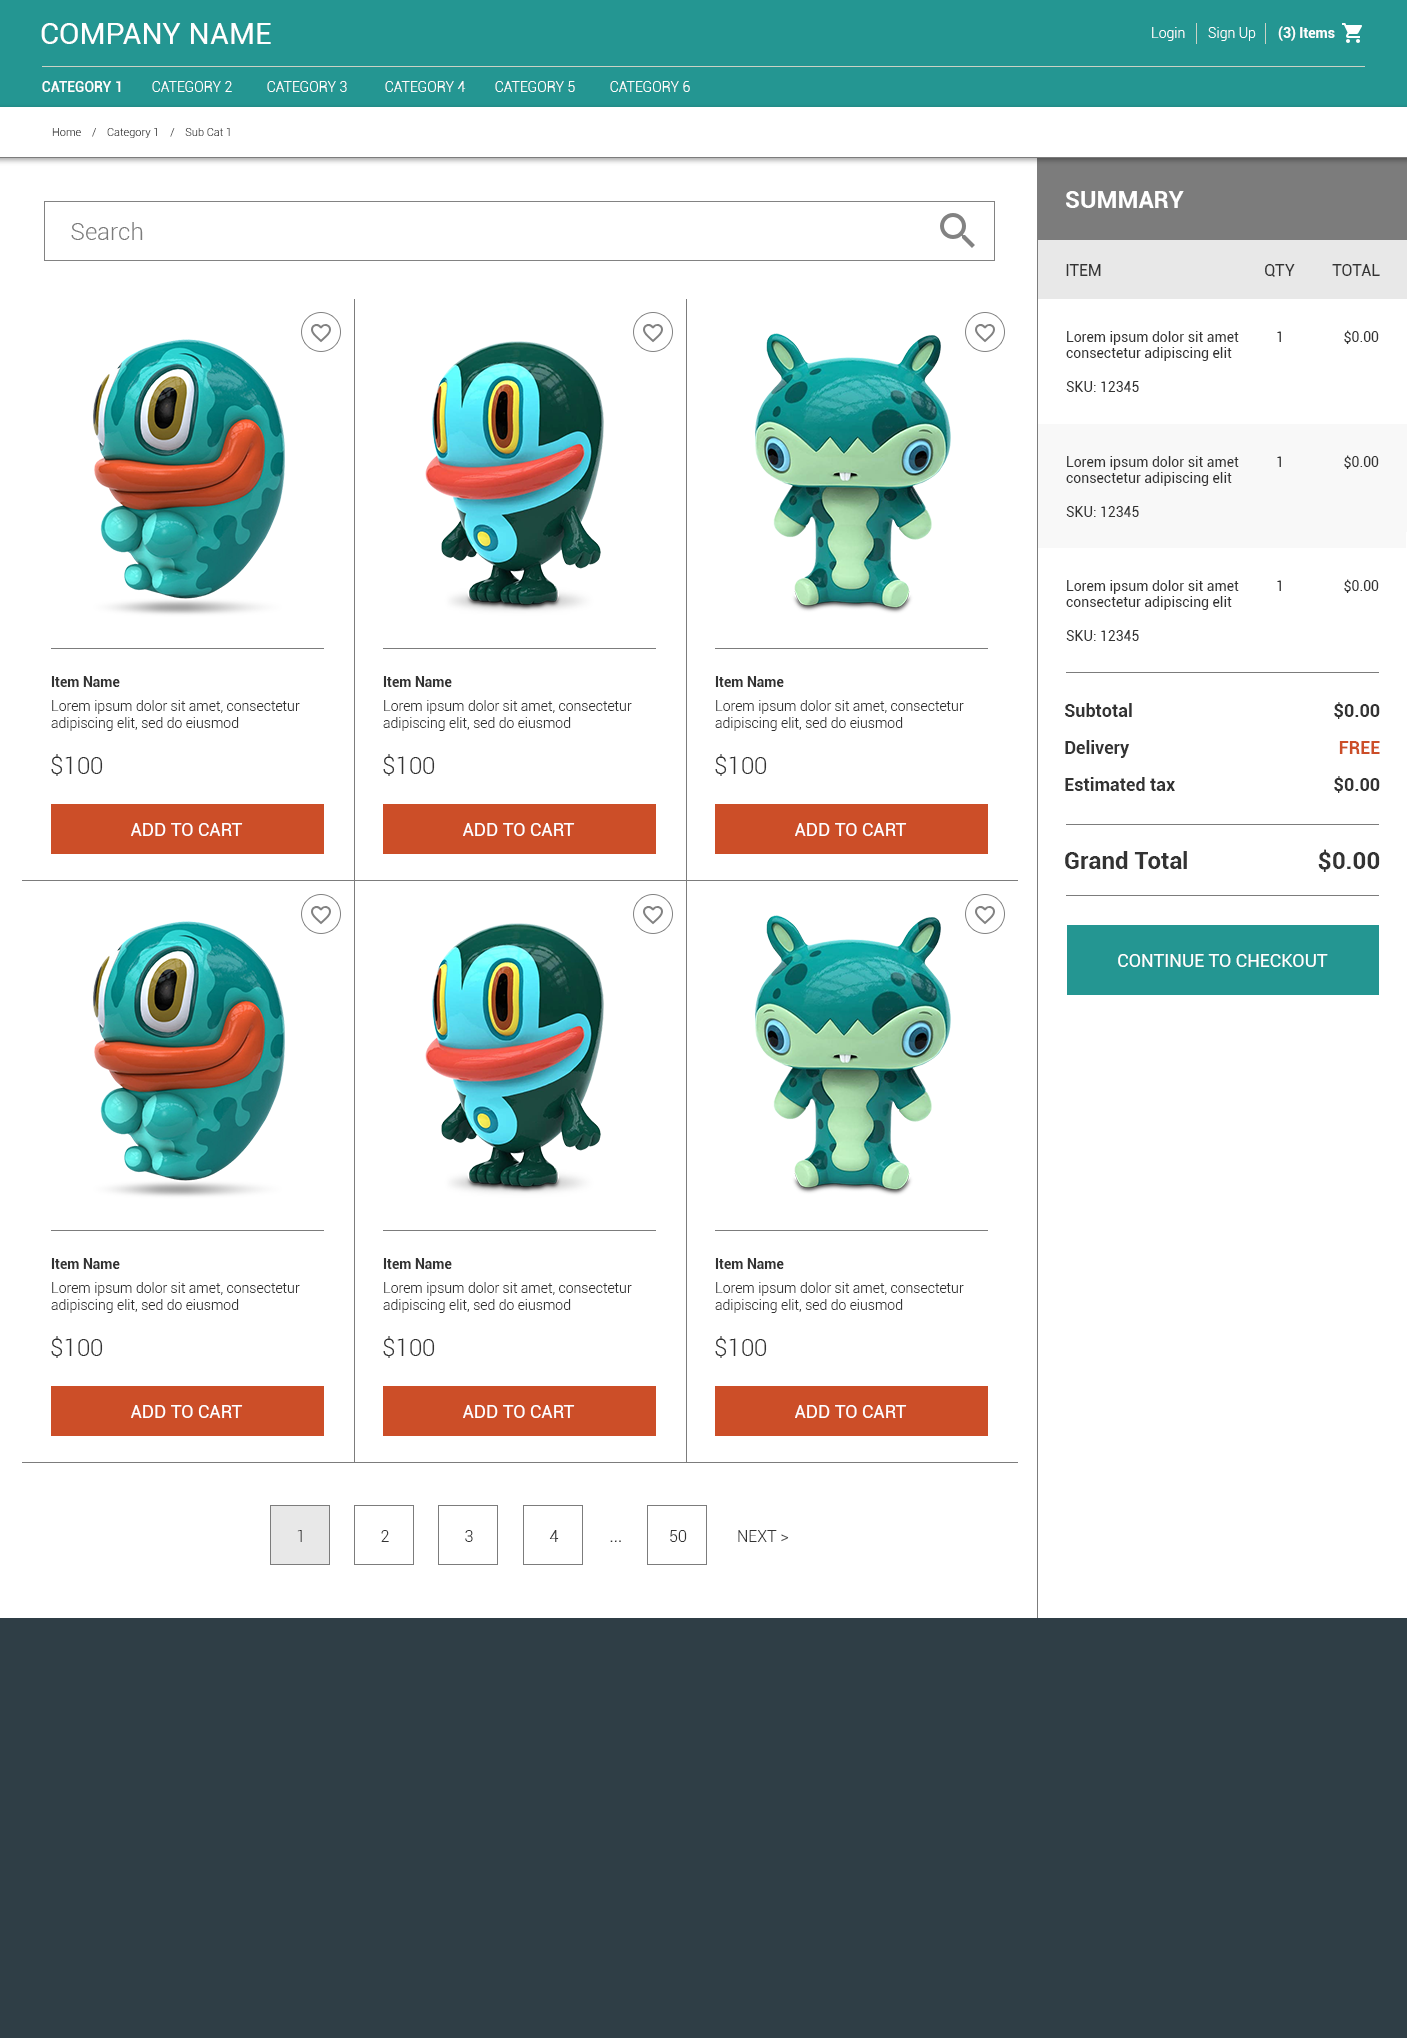 COMPANY NAME
Login
Sign Up
(3) Items
CATEGORY 1 CATEGORY 2 CATEGORY 3 CATEGORY 4 CATEGORY 5 CATEGORY 6
Home / Category 1 / Sub Cat 1
Search
Item Name
Lorem ipsum dolor sit amet, consectetur
adipiscing elit, sed do eiusmod
$100
ADD TO CART
Item Name
Lorem ipsum dolor sit amet, consectetur
adipiscing elit, sed do eiusmod
$100
ADD TO CART
Item Name
Lorem ipsum dolor sit amet, consectetur
adipiscing elit, sed do eiusmod
$100
ADD TO CART
Item Name
Lorem ipsum dolor sit amet, consectetur
adipiscing elit, sed do eiusmod
$100
ADD TO CART
Item Name
Lorem ipsum dolor sit amet, consectetur
adipiscing elit, sed do eiusmod
$100
ADD TO CART
Item Name
Lorem ipsum dolor sit amet, consectetur
adipiscing elit, sed do eiusmod
$100
ADD TO CART
1 2 3 4 ... 50 NEXT >
SUMMARY
ITEM QTY TOTAL
Lorem ipsum dolor sit amet 1 $0.00
consectetur adipiscing elit
SKU: 12345
Lorem ipsum dolor sit amet 1 $0.00
consectetur adipiscing elit
SKU: 12345
Lorem ipsum dolor sit amet 1 $0.00
consectetur adipiscing elit
SKU: 12345
Subtotal $0.00
Delivery FREE
Estimated tax $0.00
Grand Total $0.00
CONTINUE TO CHECKOUT